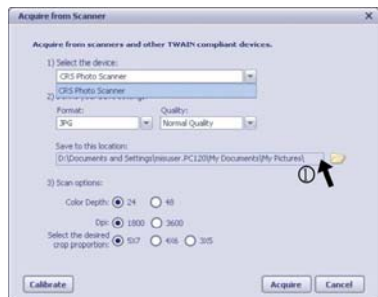 Acquire from Scanner
Acquire from scanners and other TWAIN-compliant devices.
1) Select the device:
CRS Photo Scanner
CRS Photo Scanner
2)
Format: Quality:
JPG Normal Quality
Save to this location:
D:\Documents and Settings\misuser.PC120\My Documents\My Pictures\
①
3) Scan options:
Color Depth: 24 48
Dpi: 1800 3600
Select the desired
crop proportion: 5X7 4X6 3X5
Calibrate Acquire Cancel